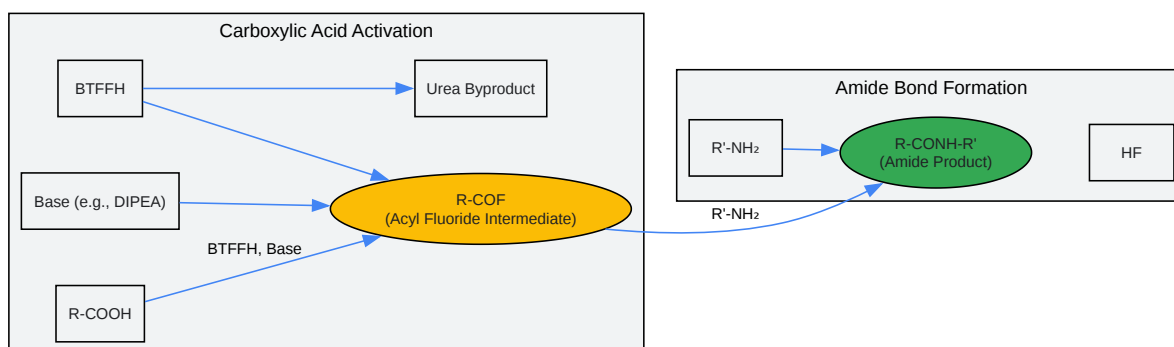 Carboxylic Acid Activation
BTFFH
Urea Byproduct
Base (e.g., DIPEA)
R-COF
(Acyl Fluoride Intermediate)
BTFFH, Base
R-COOH
Amide Bond Formation
R'-NH₂
R-CONH-R'
(Amide Product)
HF
R'-NH₂